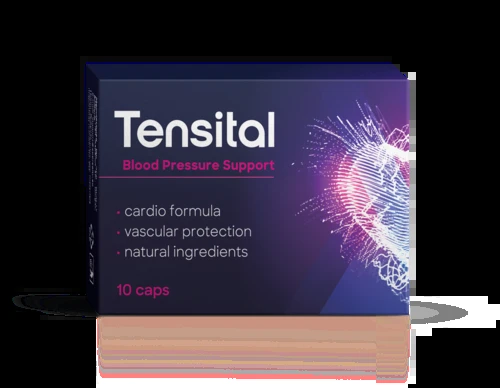 Tensital
Blood Pressure Support
• cardio formula
• vascular protection
• natural ingredients
10 caps